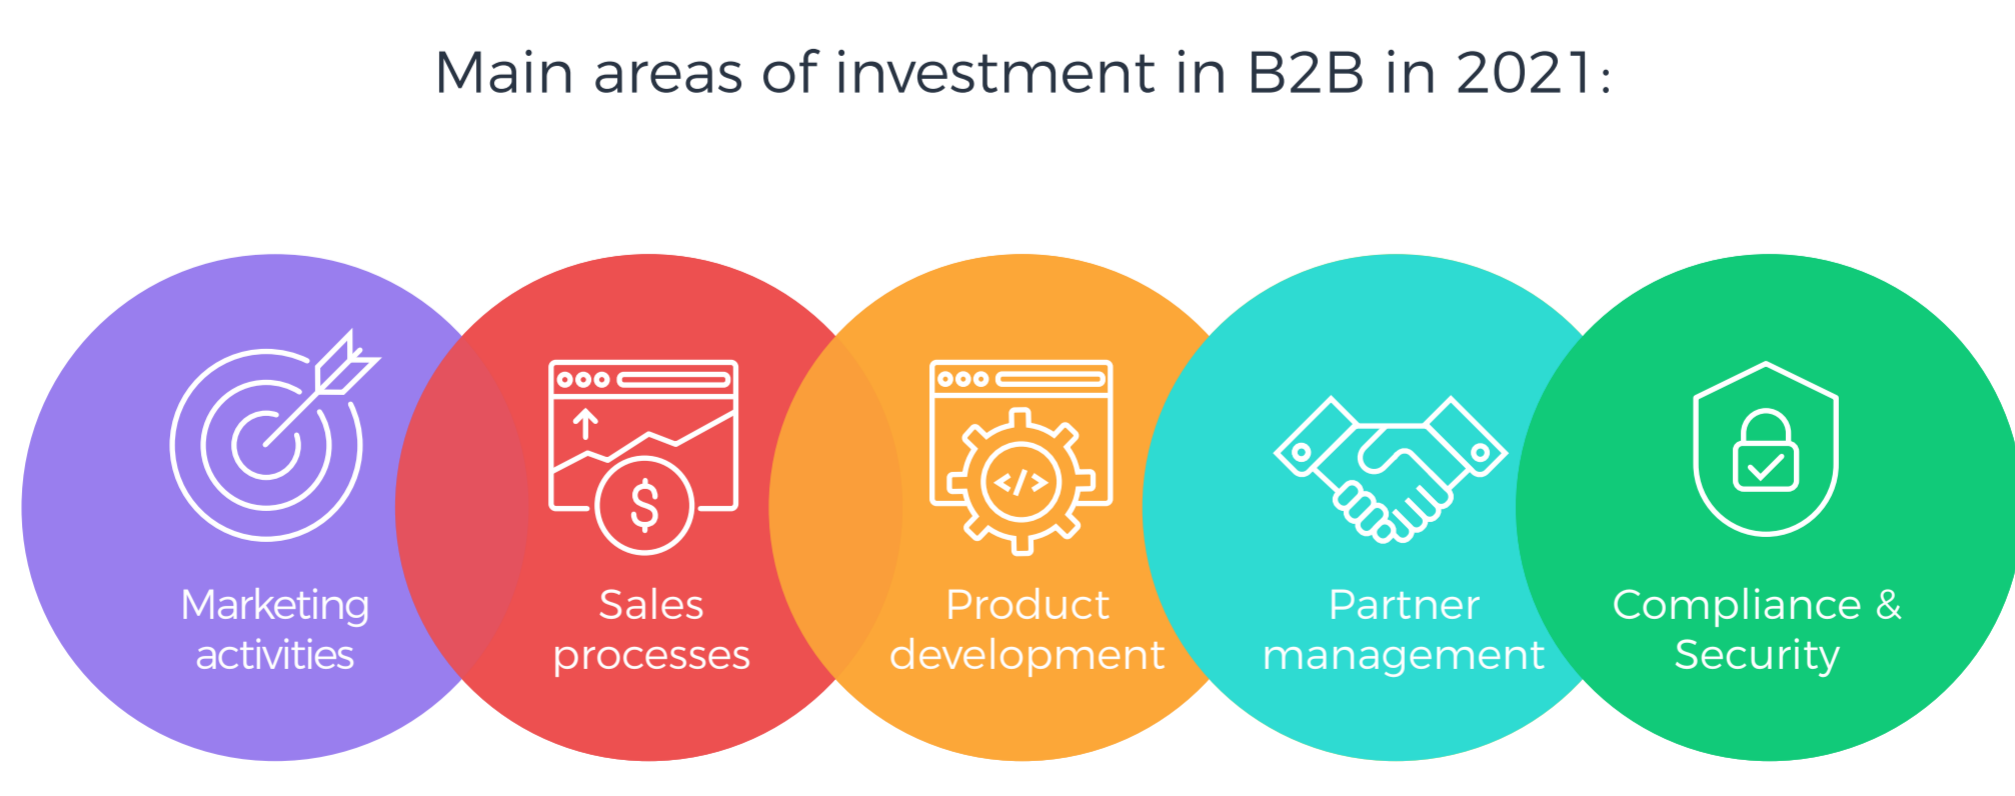 Main areas of investment in B2B in 2021:
$
</>
Marketing
activities
Sales
processes
Product
development
Partner
management
Compliance &
Security